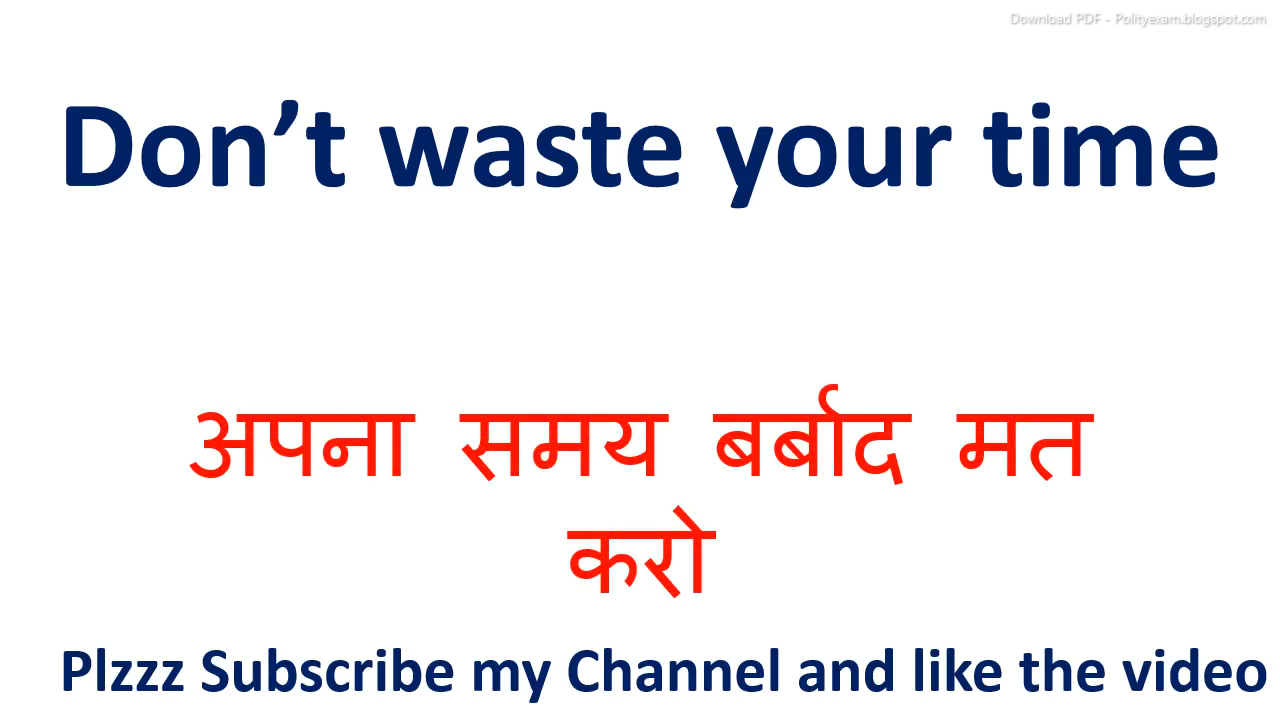 Download PDF - Polityexam.blogspot.com
Don’t waste your time
अपना समय बर्बाद मत
करो
Plzzz Subscribe my Channel and like the video